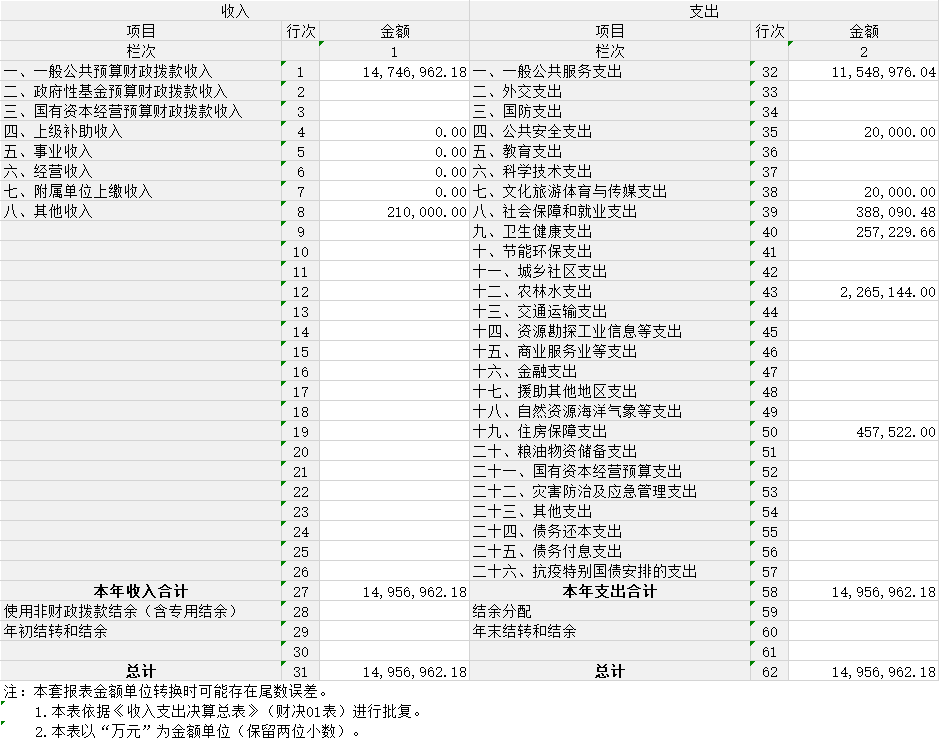 收入 支出
项目 行次 金额 项目 行次 金额
栏次 1 栏次 2
一、一般公共预算财政拨款收入 1 14,746,962.18 一、一般公共服务支出 32 11,548,976.04
二、政府性基金预算财政拨款收入 2 二、外交支出 33
三、国有资本经营预算财政拨款收入 3 三、国防支出 34
四、上级补助收入 4 0.00 四、公共安全支出 35 20,000.00
五、事业收入 5 0.00 五、教育支出 36
六、经营收入 6 0.00 六、科学技术支出 37
七、附属单位上缴收入 7 0.00 七、文化旅游体育与传媒支出 38 20,000.00
八、其他收入 8 210,000.00 八、社会保障和就业支出 39 388,090.48
9 九、卫生健康支出 40 257,229.66
10 十、节能环保支出 41
11 十一、城乡社区支出 42
12 十二、农林水支出 43 2,265,144.00
13 十三、交通运输支出 44
14 十四、资源勘探工业信息等支出 45
15 十五、商业服务业等支出 46
16 十六、金融支出 47
17 十七、援助其他地区支出 48
18 十八、自然资源海洋气象等支出 49
19 十九、住房保障支出 50 457,522.00
20 二十、粮油物资储备支出 51
21 二十一、国有资本经营预算支出 52
22 二十二、灾害防治及应急管理支出 53
23 二十三、其他支出 54
24 二十四、债务还本支出 55
25 二十五、债务付息支出 56
26 二十六、抗疫特别国债安排的支出 57
本年收入合计 27 14,956,962.18 本年支出合计 58 14,956,962.18
使用非财政拨款结余（含专用结余） 28 结余分配 59
年初结转和结余 29 年末结转和结余 60
30 61
总计 31 14,956,962.18 总计 62 14,956,962.18
注：本套报表金额单位转换时可能存在尾数误差。
1.本表依据《收入支出决算总表》（财决01表）进行批复。
2.本表以“万元”为金额单位（保留两位小数）。